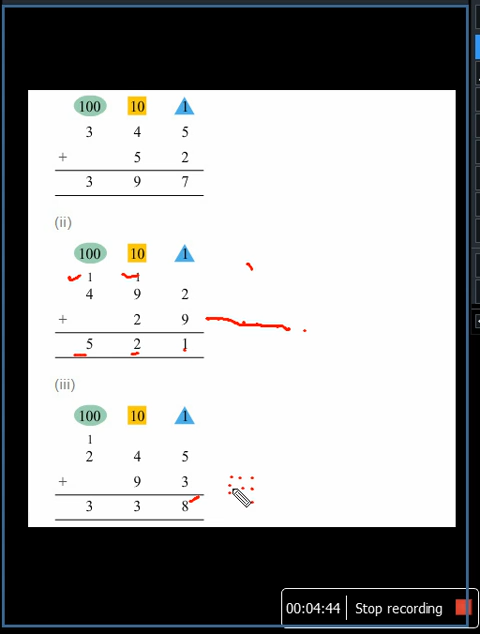 100 10 1
3 4 5
+ 5 2
3 9 7
(ii)
100 10 1
1 1
4 9 2
+ 2 9
5 2 1
(iii)
100 10 1
1
2 4 5
+ 9 3
3 3 8
00:04:44 Stop recording